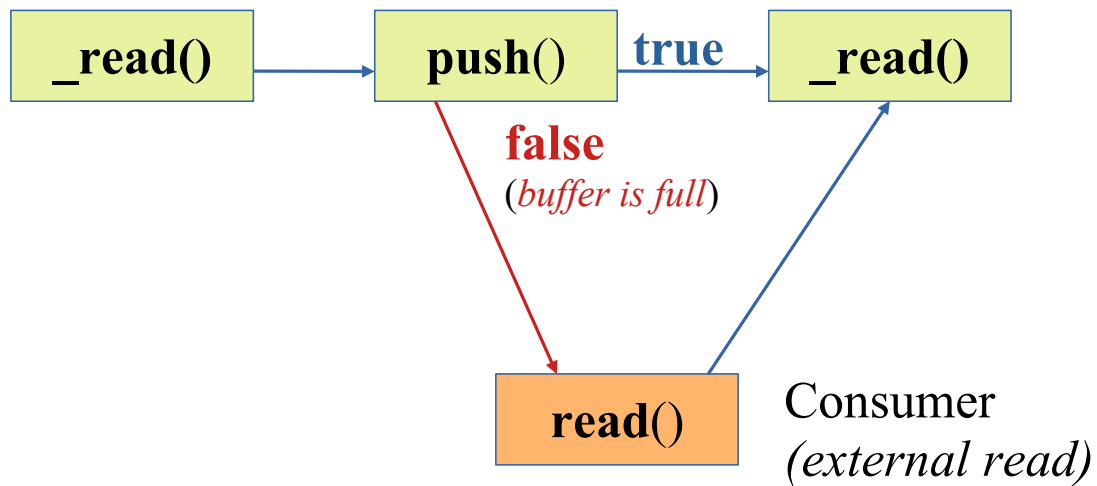 _read()
push()
true
_read()
false
(buffer is full)
read()
Consumer
(external read)